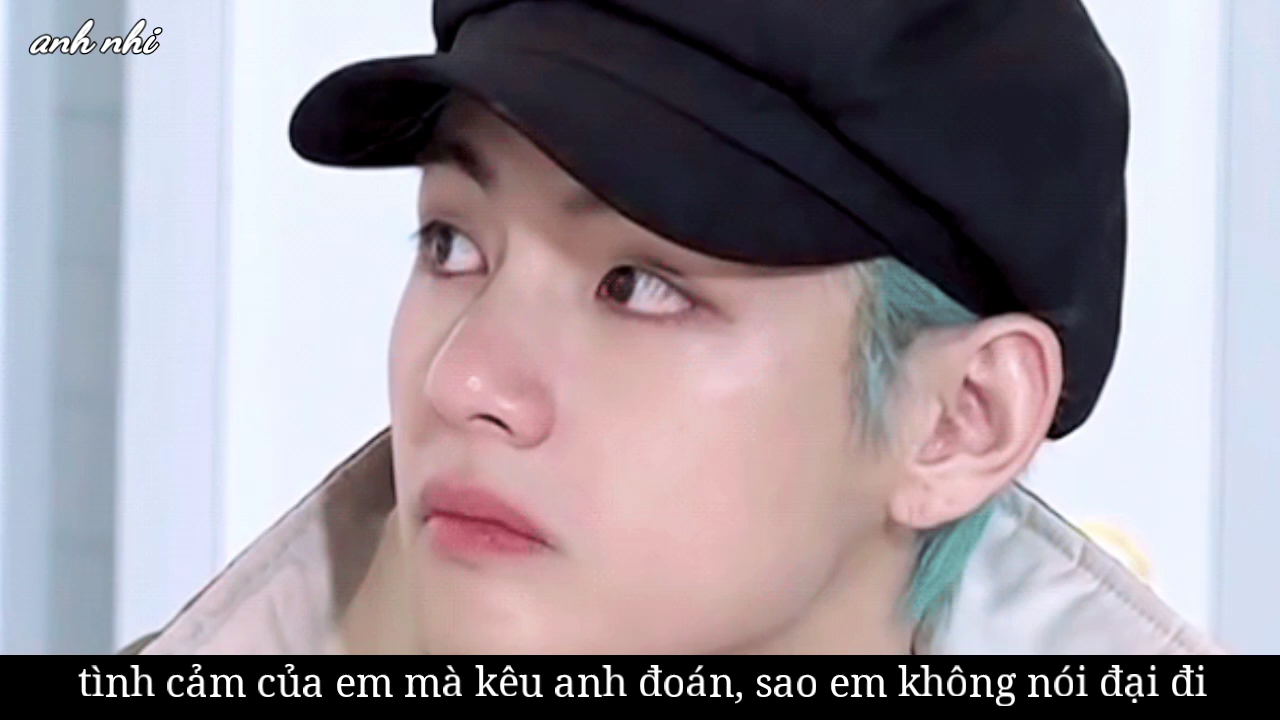 anh nhi
tình cảm của em mà kêu anh đoán, sao em không nói đại đi